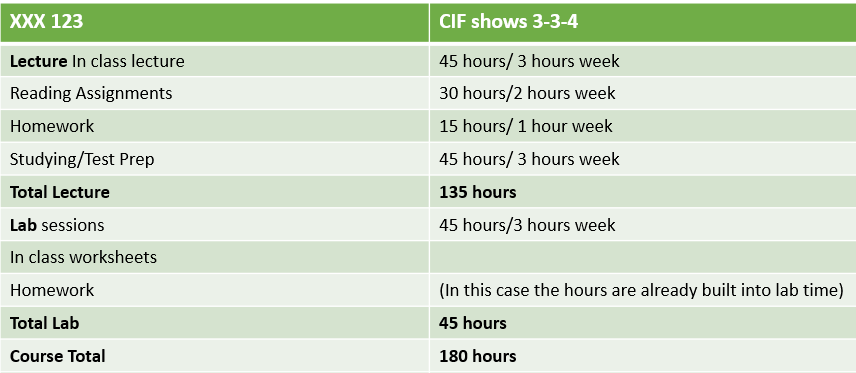 XXX 123 CIF shows 3-3-4
Lecture In class lecture 45 hours/ 3 hours week
Reading Assignments 30 hours/2 hours week
Homework 15 hours/ 1 hour week
Studying/Test Prep 45 hours/ 3 hours week
Total Lecture 135 hours
Lab sessions 45 hours/3 hours week
In class worksheets
Homework (In this case the hours are already built into lab time)
Total Lab 45 hours
Course Total 180 hours